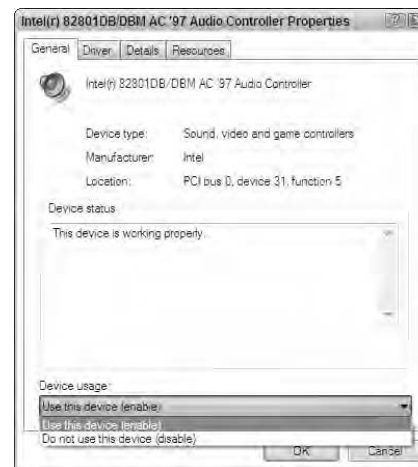 Intel(r) 82801DB/DBM AC '97 Audio Controller Properties
General Driver Details Resources
Intel(r) 82801DB/DBM AC '97 Audio Controller
Device type: Sound, video and game controllers
Manufacturer: Intel
Location: PCI bus 0, device 31, function 5
Device status
This device is working properly.
Device usage:
Use this device (enable)
Use this device (enable)
Do not use this device (disable)
OK Cancel